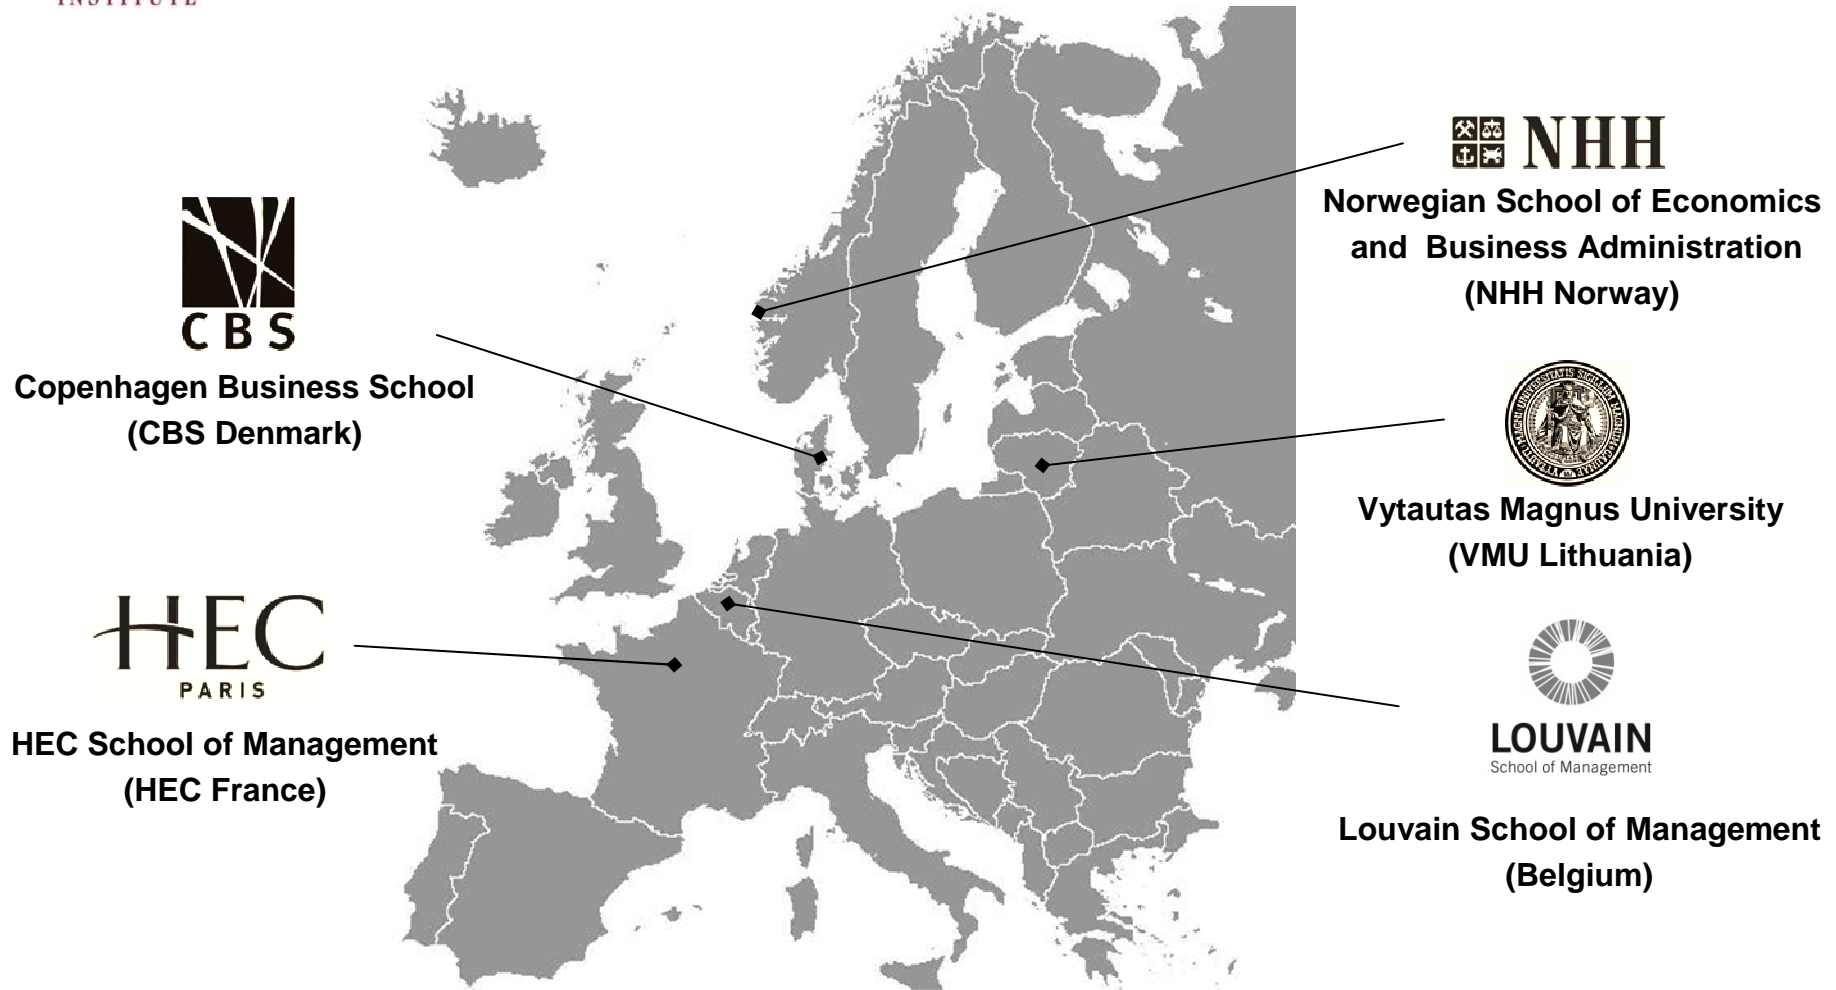 INSTITUTE
NHH
Norwegian School of Economics
and Business Administration
(NHH Norway)
CBS
Copenhagen Business School
(CBS Denmark)
Vytautas Magnus University
(VMU Lithuania)
HEC
PARIS
HEC School of Management
(HEC France)
LOUVAIN
School of Management
Louvain School of Management
(Belgium)